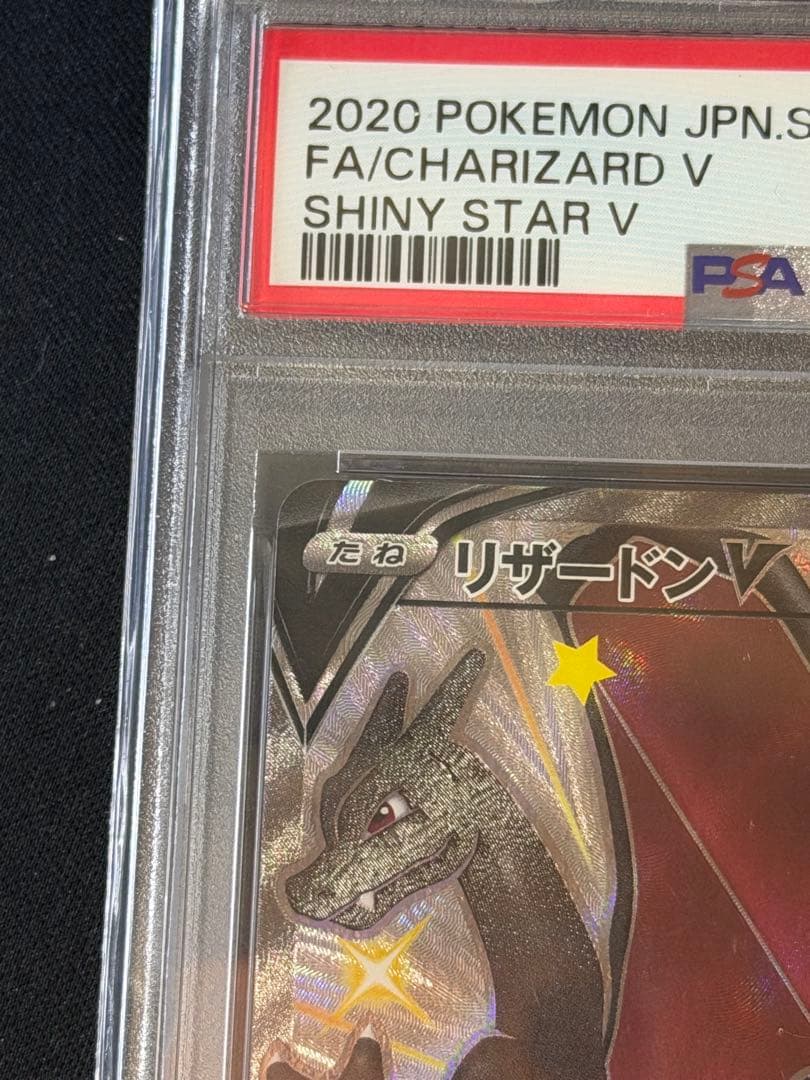 2020 POKEMON JPN.S
FA/CHARIZARD V
SHINY STAR V
PSA
たね リザードンV